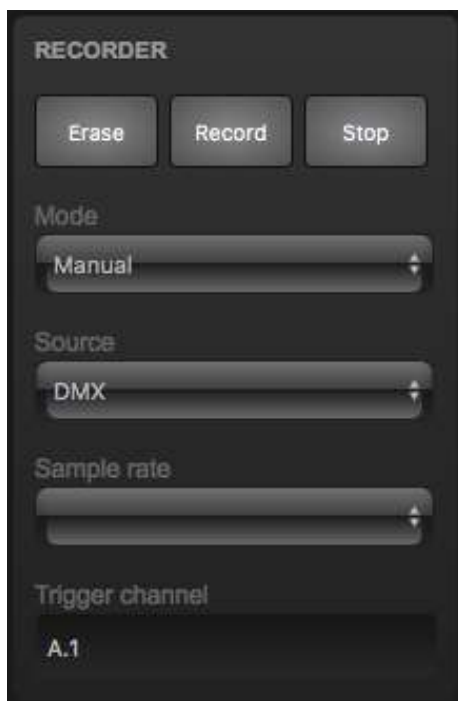 RECORDER
Erase Record Stop
Mode
Manual
Source
DMX
Sample rate
Trigger channel
A.1